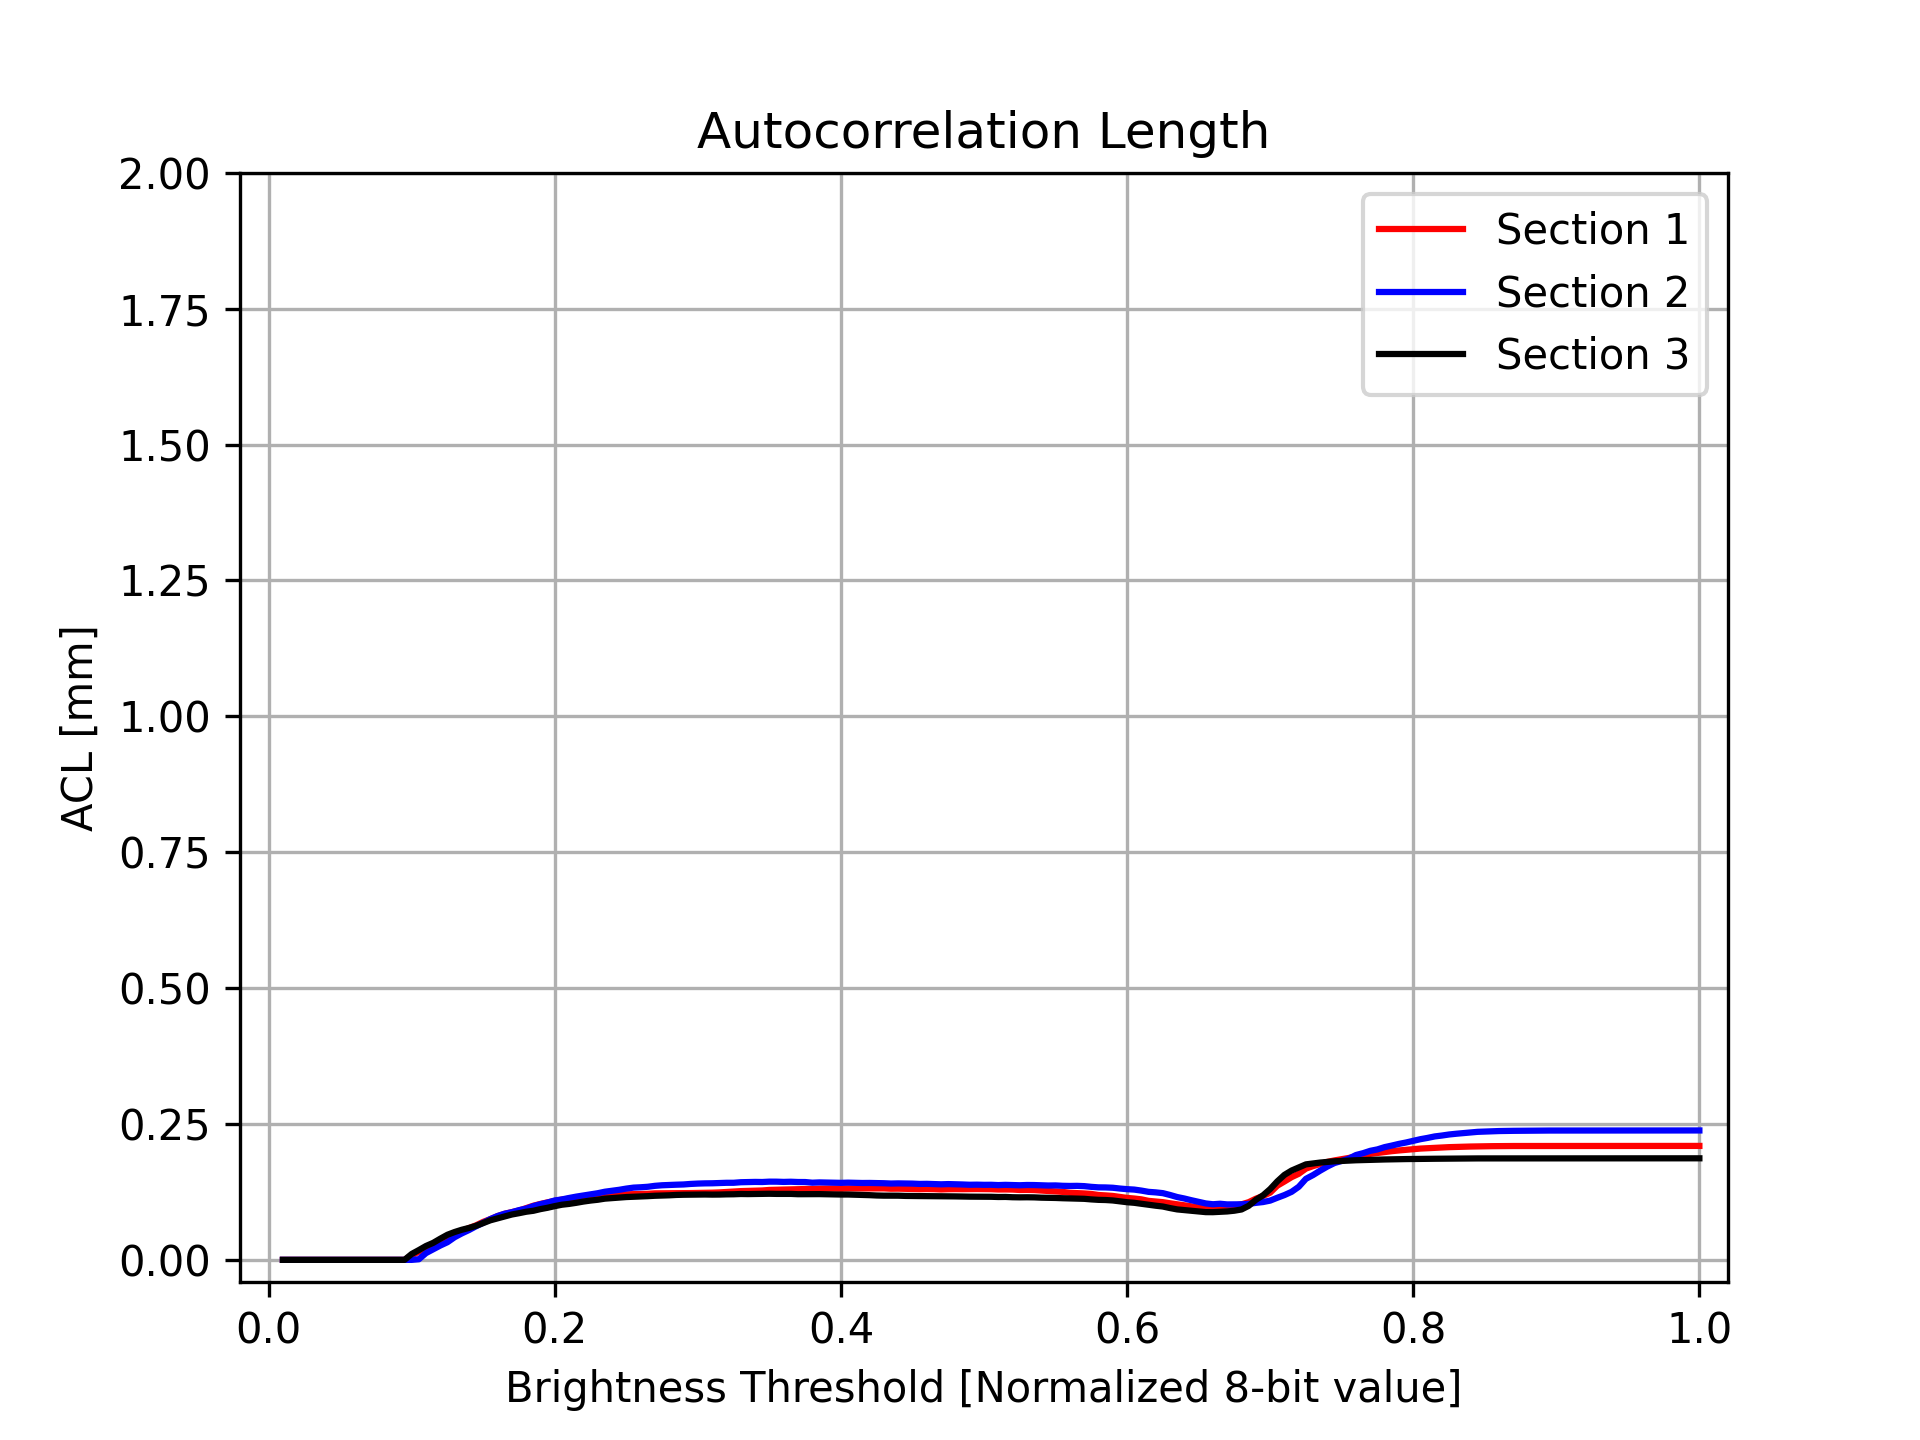 Autocorrelation Length
2.00
1.75
1.50
1.25
1.00
0.75
0.50
0.25
0.00
ACL [mm]
Section 1
Section 2
Section 3
0.0 0.2 0.4 0.6 0.8 1.0
Brightness Threshold [Normalized 8-bit value]